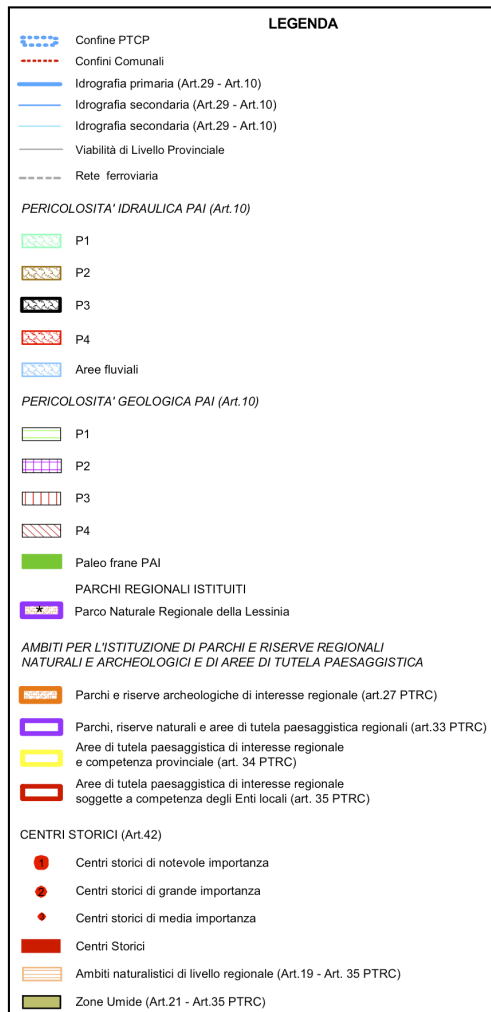 LEGENDA
Confine PTCP
Confini Comunali
Idrografia primaria (Art.29 - Art.10)
Idrografia secondaria (Art.29 - Art.10)
Idrografia secondaria (Art.29 - Art.10)
Viabilità di Livello Provinciale
Rete ferroviaria
PERICOLOSITA' IDRAULICA PAI (Art.10)
P1
P2
P3
P4
Aree fluviali
PERICOLOSITA' GEOLOGICA PAI (Art.10)
P1
P2
P3
P4
Paleo frane PAI
PARCHI REGIONALI ISTITUITI
* Parco Naturale Regionale della Lessinia
AMBITI PER L'ISTITUZIONE DI PARCHI E RISERVE REGIONALI
NATURALI E ARCHEOLOGICI E DI AREE DI TUTELA PAESAGGISTICA
Parchi e riserve archeologiche di interesse regionale (art.27 PTRC)
Parchi, riserve naturali e aree di tutela paesaggistica regionali (art.33 PTRC)
Aree di tutela paesaggistica di interesse regionale
e competenza provinciale (art. 34 PTRC)
Aree di tutela paesaggistica di interesse regionale
soggette a competenza degli Enti locali (art. 35 PTRC)
CENTRI STORICI (Art.42)
1 Centri storici di notevole importanza
2 Centri storici di grande importanza
3 Centri storici di media importanza
Centri Storici
Ambiti naturalistici di livello regionale (Art.19 - Art. 35 PTRC)
Zone Umide (Art.21 - Art.35 PTRC)